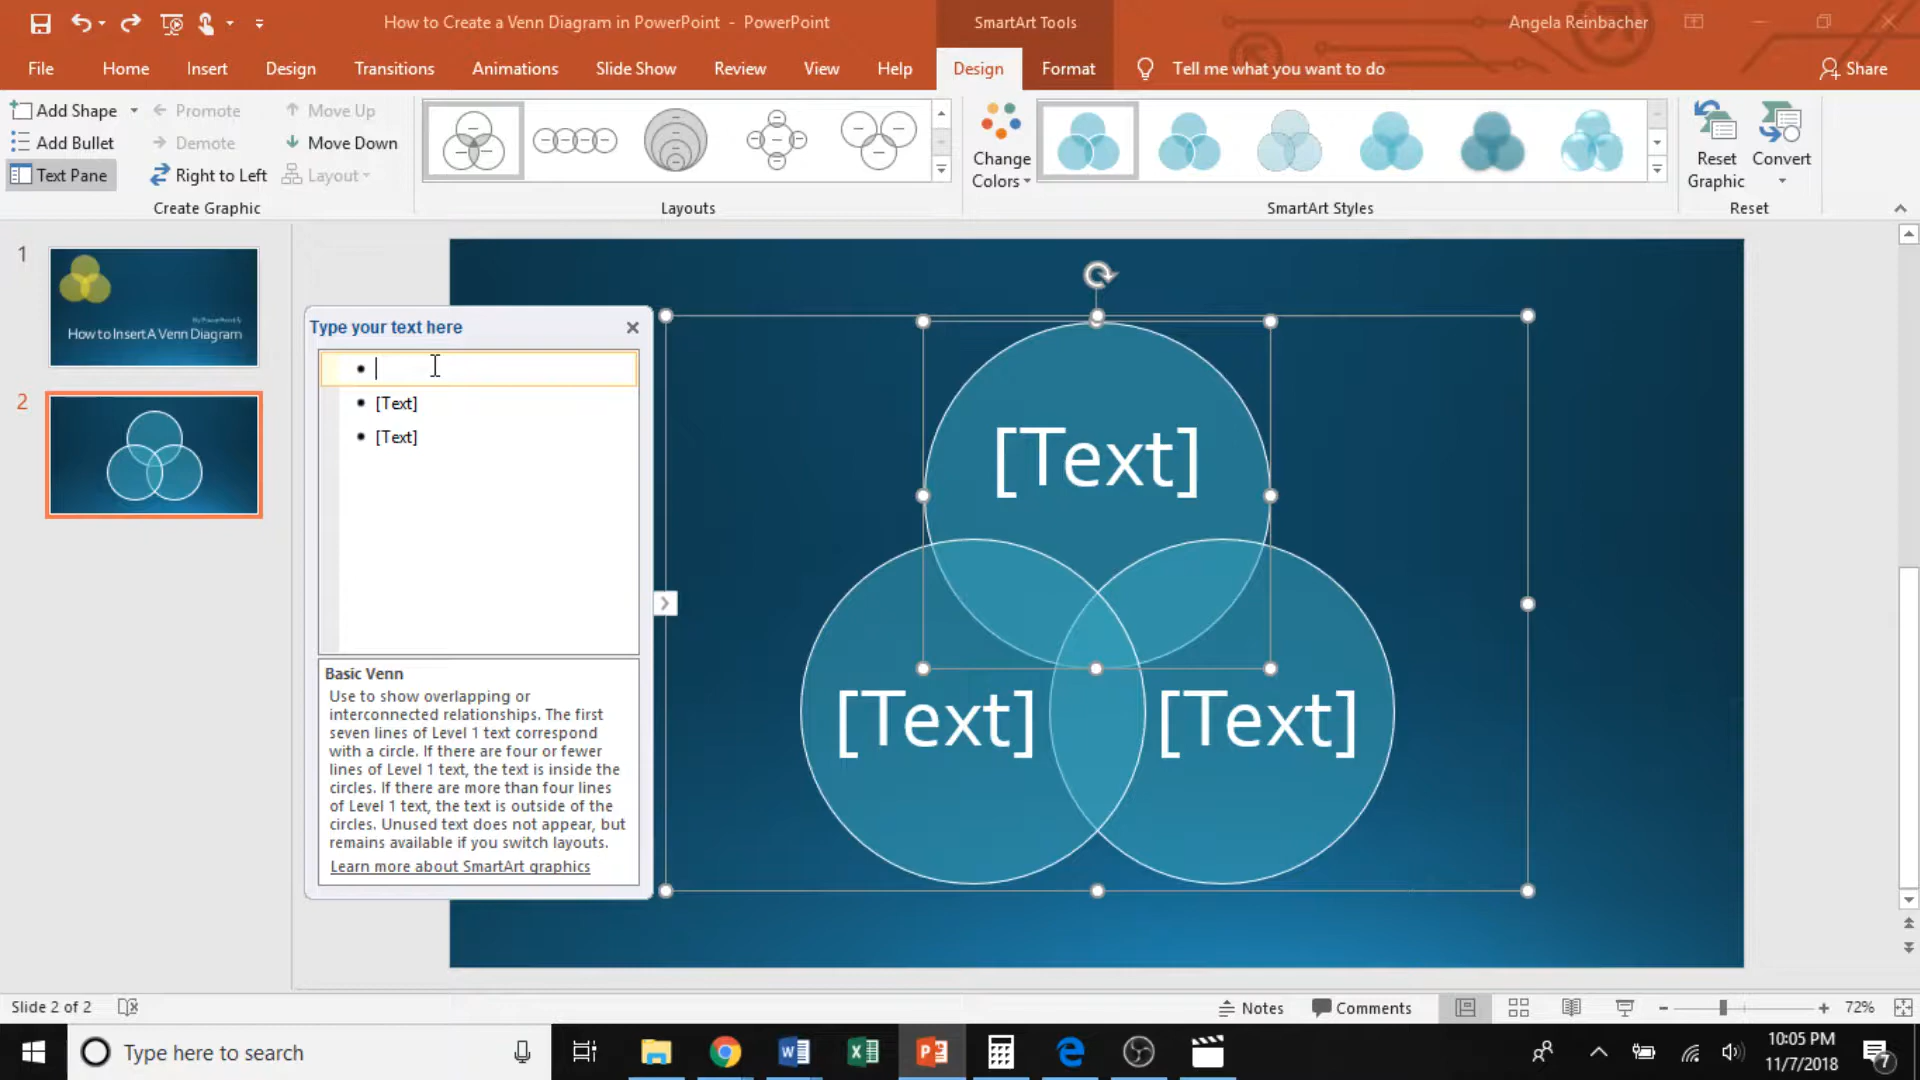 How to Create a Venn Diagram in PowerPoint - PowerPoint
SmartArt Tools
Angela Reinbacher
File Home Insert Design Transitions Animations Slide Show Review View Help Design Format Tell me what you want to do Share
Add Shape Promote Move Up
Add Bullet Demote Move Down
Text Pane Right to Left Layout
Create Graphic
Layouts
Change
Colors
SmartArt Styles
Reset
Graphic
Convert
Reset
1
How to Insert A Venn Diagram
2
Type your text here
[Text]
[Text]
Basic Venn
Use to show overlapping or
interconnected relationships. The first
seven lines of Level 1 text correspond
with a circle. If there are four or fewer
lines of Level 1 text, the text is inside the
circles. If there are more than four lines
of Level 1 text, the text is outside of the
circles. Unused text does not appear, but
remains available if you switch layouts.
Learn more about SmartArt graphics
[Text]
[Text] [Text]
Slide 2 of 2
Notes Comments 72%
Type here to search
10:05 PM
11/7/2018
7